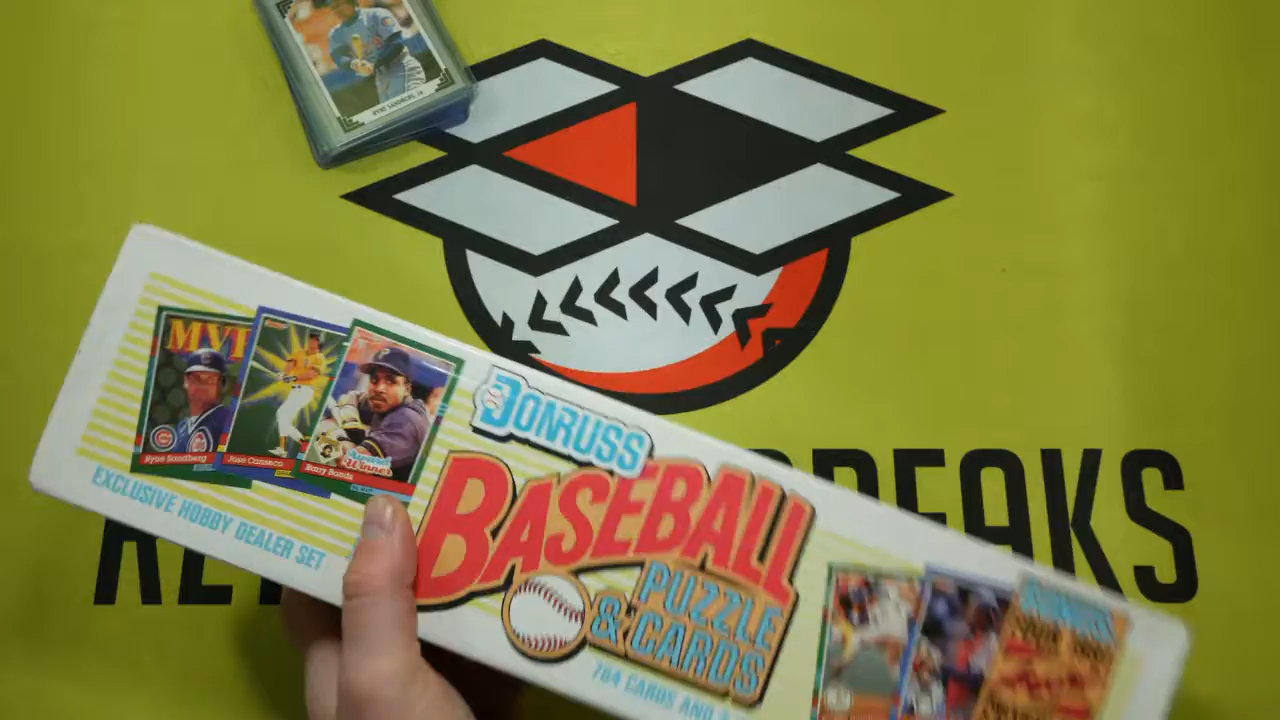 MVP
Ryne Sandberg
Jose Canseco
Barry Bonds
Award
Winner
EXCLUSIVE HOBBY DEALER SET
DONRUSS
BASEBALL
PUZZLE
& CARDS
784 CARDS AND
DONRUSS
BREAKS